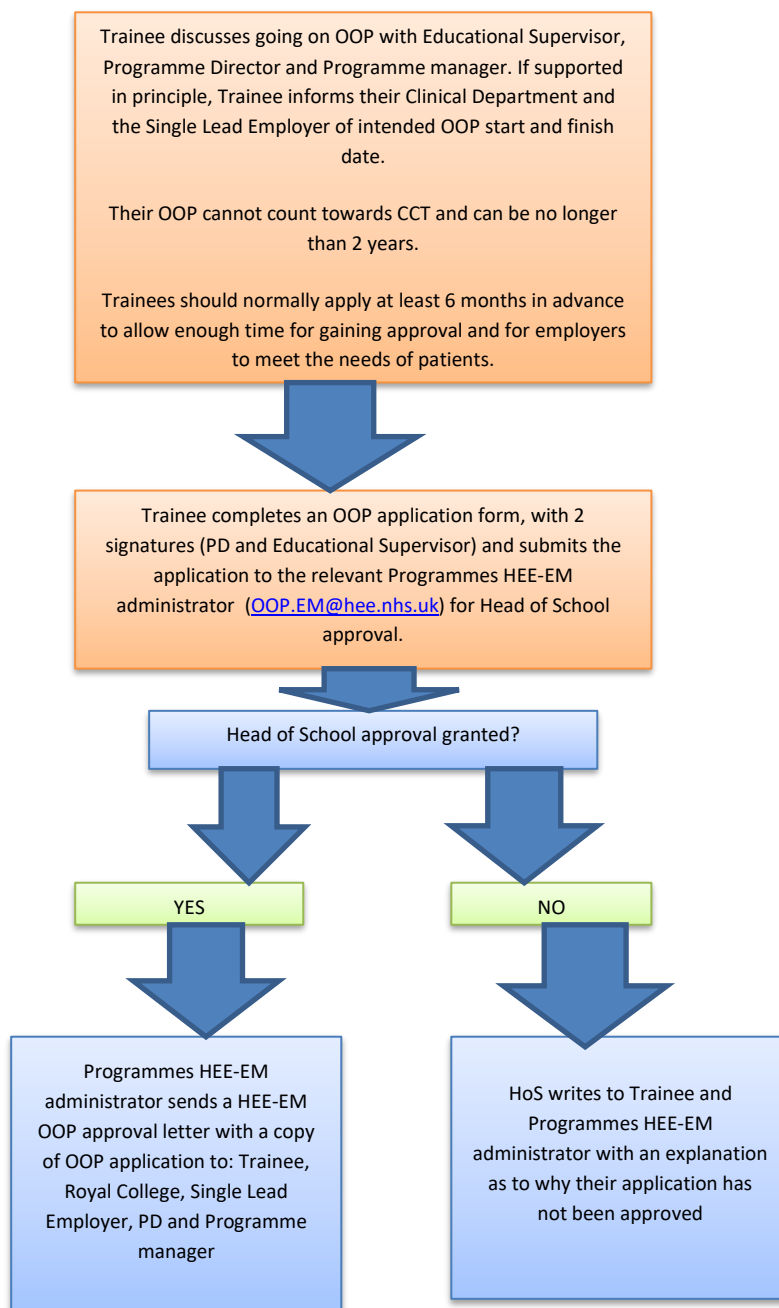 Trainee discusses going on OOP with Educational Supervisor,
Programme Director and Programme manager. If supported
in principle, Trainee informs their Clinical Department and
the Single Lead Employer of intended OOP start and finish
date.
Their OOP cannot count towards CCT and can be no longer
than 2 years.
Trainees should normally apply at least 6 months in advance
to allow enough time for gaining approval and for employers
to meet the needs of patients.
Trainee completes an OOP application form, with 2
signatures (PD and Educational Supervisor) and submits the
application to the relevant Programmes HEE-EM
administrator (OOP.EM@hee.nhs.uk) for Head of School
approval.
Head of School approval granted?
YES
NO
Programmes HEE-EM
administrator sends a HEE-EM
OOP approval letter with a copy
of OOP application to: Trainee,
Royal College, Single Lead
Employer, PD and Programme
manager
HoS writes to Trainee and
Programmes HEE-EM
administrator with an explanation
as to why their application has
not been approved